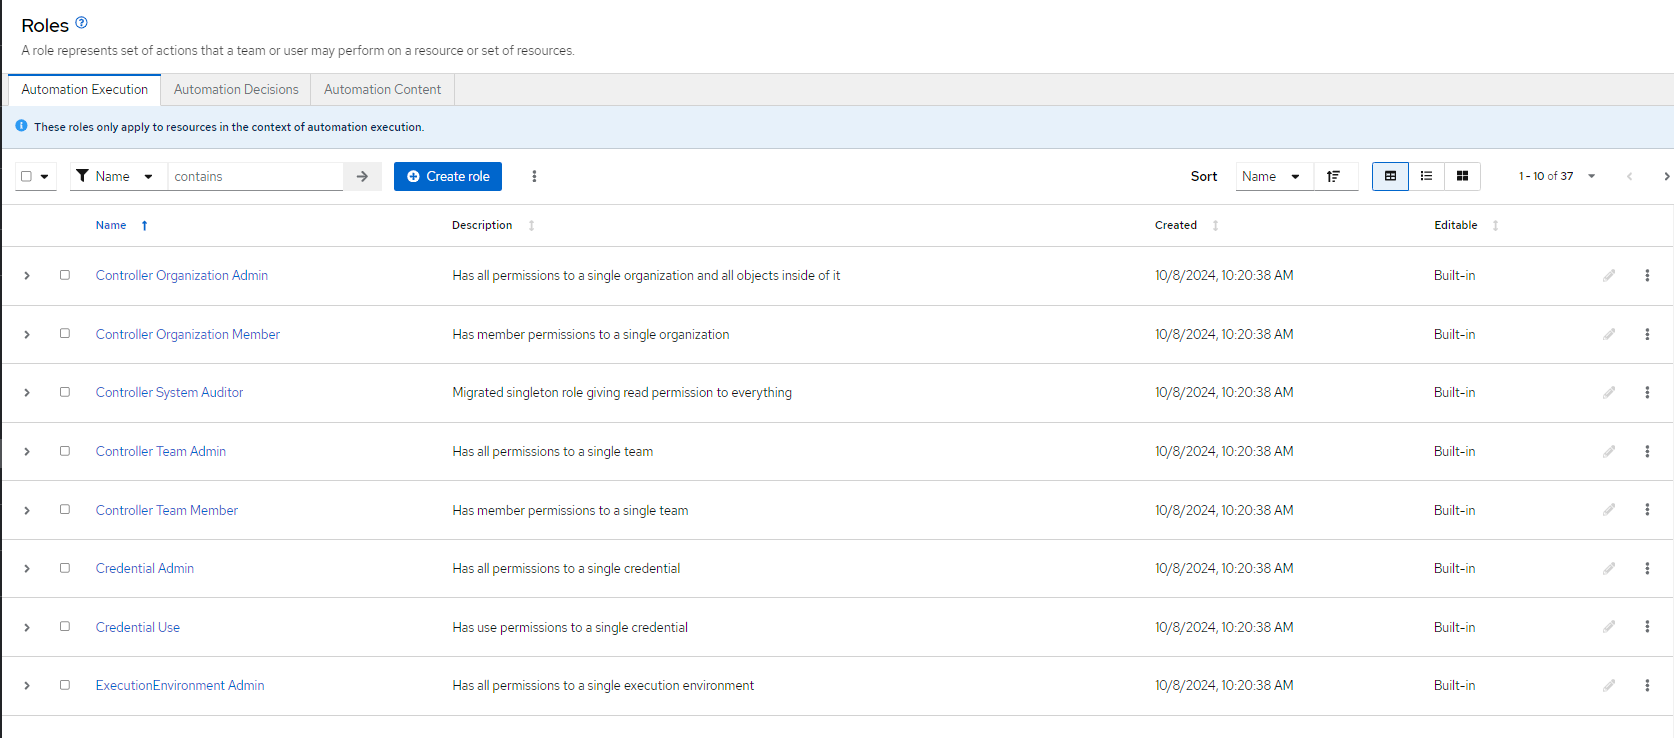 Roles
A role represents set of actions that a team or user may perform on a resource or set of resources.
Automation Execution Automation Decisions Automation Content
These roles only apply to resources in the context of automation execution.
Name contains Create role Sort Name 1 - 10 of 37
Name Description Created Editable
Controller Organization Admin Has all permissions to a single organization and all objects inside of it 10/8/2024, 10:20:38 AM Built-in
Controller Organization Member Has member permissions to a single organization 10/8/2024, 10:20:38 AM Built-in
Controller System Auditor Migrated singleton role giving read permission to everything 10/8/2024, 10:20:38 AM Built-in
Controller Team Admin Has all permissions to a single team 10/8/2024, 10:20:38 AM Built-in
Controller Team Member Has member permissions to a single team 10/8/2024, 10:20:38 AM Built-in
Credential Admin Has all permissions to a single credential 10/8/2024, 10:20:38 AM Built-in
Credential Use Has use permissions to a single credential 10/8/2024, 10:20:38 AM Built-in
ExecutionEnvironment Admin Has all permissions to a single execution environment 10/8/2024, 10:20:38 AM Built-in